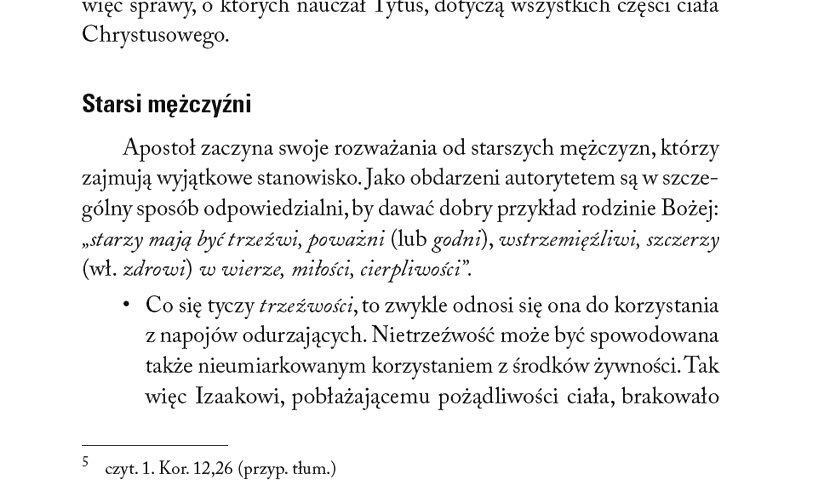 więc sprawy, o których nauczał Tytus, dotyczą wszystkich części ciała
Chrystusowego.
Starsi mężczyźni
Apostoł zaczyna swoje rozważania od starszych mężczyzn, którzy
zajmują wyjątkowe stanowisko. Jako obdarzeni autorytetem są w szcze-
gólny sposób odpowiedzialni, by dawać dobry przykład rodzinie Bożej:
„starzy mają być trzeźwi, poważni (lub godni), wstrzemięźliwi, szczerzy
(wł. zdrowi) w wierze, miłości, cierpliwości”.
• Co się tyczy trzeźwości, to zwykle odnosi się ona do korzystania
z napojów odurzających. Nietrzeźwość może być spowodowana
także nieumiarkowanym korzystaniem z środków żywności. Tak
więc Izaakowi, pobłażającemu pożądliwości ciała, brakowało
5 czyt. 1. Kor. 12,26 (przyp. tłum.)